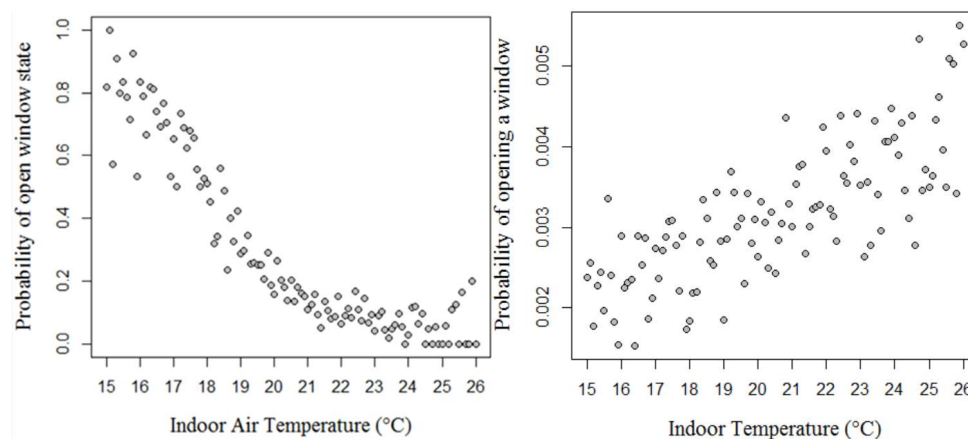 Probability of open window state
1.0
0.8
0.6
0.4
0.2
0.0
15 16 17 18 19 20 21 22 23 24 25 26
Indoor Air Temperature (°C)
Probability of opening a window
0.005
0.004
0.003
0.002
15 16 17 18 19 20 21 22 23 24 25 26
Indoor Temperature (°C)